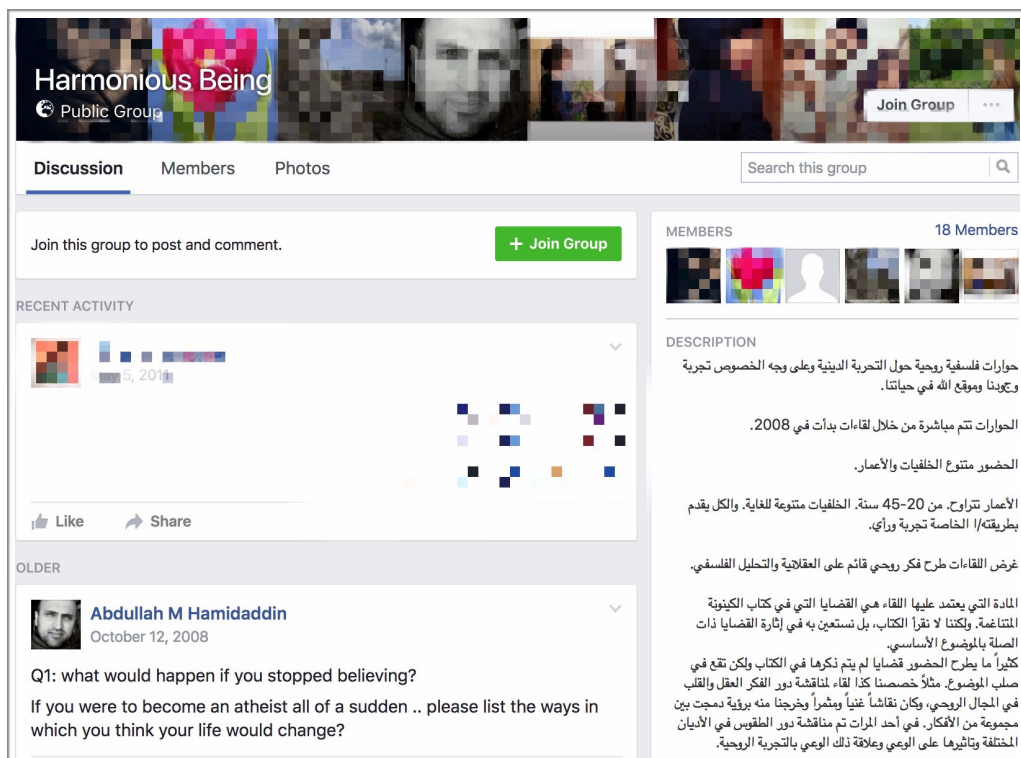 Harmonious Being
Public Group
Join Group
Discussion
Members
Photos
Search this group
Join this group to post and comment.
+ Join Group
RECENT ACTIVITY
5, 201
Like
Share
OLDER
Abdullah M Hamidaddin
October 12, 2008
Q1: what would happen if you stopped believing?
If you were to become an atheist all of a sudden .. please list the ways in
which you think your life would change?
MEMBERS
18 Members
DESCRIPTION
حوارات فلسفية روحية حول التجربة الدينية وعلى وجه الخصوص تجربة
وجودنا وموقع الله في حياتنا.
الحوارات تتم مباشرة من خلال لقاءات بدأت في 2008.
الحضور متنوع الخلفيات والأعمار.
الأعمار تتراوح. من 20-45 سنة. الخلفيات متنوعة للغاية. والكل يقدم
بطريقته/ا الخاصة تجربة ورأي.
غرض اللقاءات طرح فكر روحي قائم على العقلانية والتحليل الفلسفي.
المادة التي يعتمد عليها اللقاء هي القضايا التي في كتاب الكينونة
المتناغمة. ولكننا لا نقرأ الكتاب، بل نستعين به في إثارة القضايا ذات
الصلة بالموضوع الأساسي.
كثيراً ما يطرح الحضور قضايا لم يتم ذكرها في الكتاب ولكن تقع في
صلب الموضوع. مثلاً خصصنا كذا لقاء لمناقشة دور الفكر العقل والقلب
في المجال الروحي، وكان نقاشاً غنياً ومثمراً وخرجنا منه برؤية دمجت بين
مجموعة من الأفكار. في أحد المرات تم مناقشة دور الطقوس في الأديان
المختلفة وتاثيرها على الوعي وعلاقة ذلك الوعي بالتجربة الروحية.